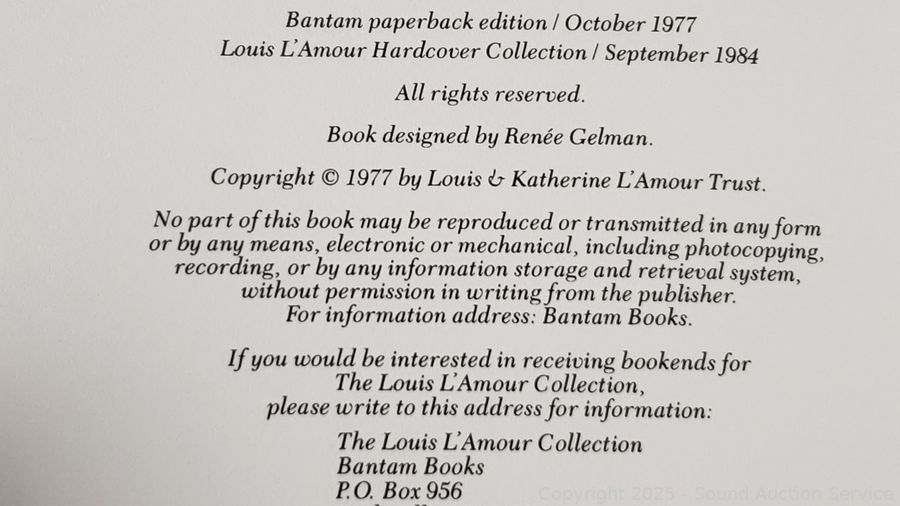 Bantam paperback edition / October 1977
Louis L'Amour Hardcover Collection / September 1984
All rights reserved.
Book designed by Renée Gelman.
Copyright © 1977 by Louis & Katherine L'Amour Trust.
No part of this book may be reproduced or transmitted in any form
or by any means, electronic or mechanical, including photocopying,
recording, or by any information storage and retrieval system,
without permission in writing from the publisher.
For information address: Bantam Books.
If you would be interested in receiving bookends for
The Louis L'Amour Collection,
please write to this address for information:
The Louis L'Amour Collection
Bantam Books
P.O. Box 956
Copyright 2025 - Sound Auction Service